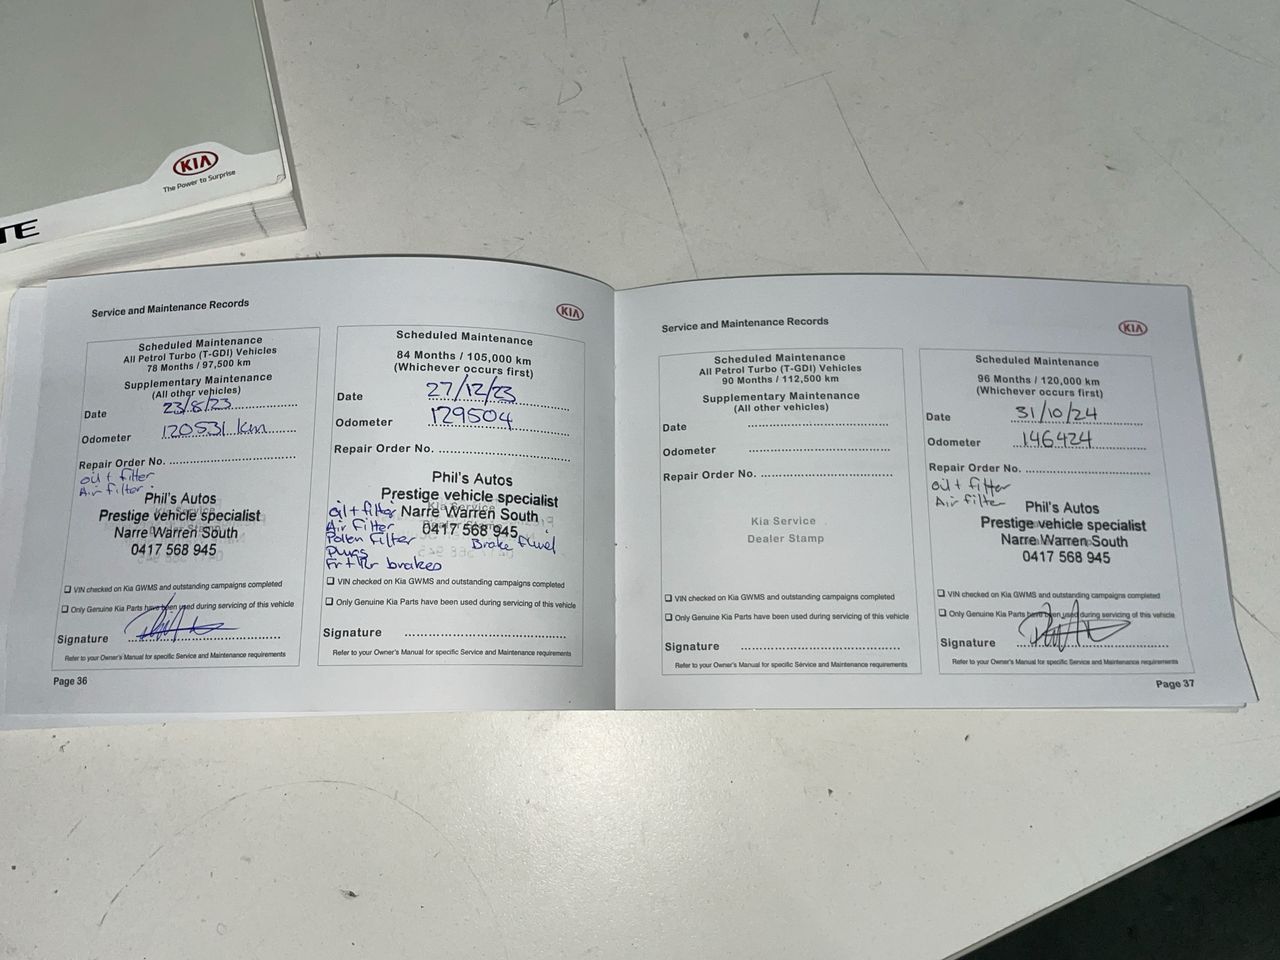 KIA
The Power to Surprise
TE
Service and Maintenance Records
Scheduled Maintenance
All Petrol Turbo (T-GDI) Vehicles
78 Months / 97,500 km
Supplementary Maintenance
(All other vehicles)
Date 23/8/23
Odometer 120531 km
Repair Order No.
oil + filter
Air filter
Phil's Autos
Prestige vehicle specialist
Narre Warren South
0417 568 945
VIN checked on Kia GWMS and outstanding campaigns completed
Only Genuine Kia Parts have been used during servicing of this vehicle
Signature
Refer to your Owner's Manual for specific Service and Maintenance requirements
Page 36
KIA
Scheduled Maintenance
84 Months / 105,000 km
(Whichever occurs first)
Date 27/12/23
Odometer 129504
Repair Order No.
Phil's Autos
Prestige vehicle specialist
oil + filter Narre Warren South
Air Filter 0417 568 945
Pollen Filter Brake fluid
Plugs
Fr + Rr brakes
VIN checked on Kia GWMS and outstanding campaigns completed
Only Genuine Kia Parts have been used during servicing of this vehicle
Signature
Refer to your Owner's Manual for specific Service and Maintenance requirements
Service and Maintenance Records
Scheduled Maintenance
All Petrol Turbo (T-GDI) Vehicles
90 Months / 112,500 km
Supplementary Maintenance
(All other vehicles)
Date
Odometer
Repair Order No.
Kia Service
Dealer Stamp
VIN checked on Kia GWMS and outstanding campaigns completed
Only Genuine Kia Parts have been used during servicing of this vehicle
Signature
Refer to your Owner's Manual for specific Service and Maintenance requirements
KIA
Scheduled Maintenance
96 Months / 120,000 km
(Whichever occurs first)
Date 31/10/24
Odometer 146424
Repair Order No.
oil + filter
Air filter
Phil's Autos
Prestige vehicle specialist
Narre Warren South
0417 568 945
VIN checked on Kia GWMS and outstanding campaigns completed
Only Genuine Kia Parts have been used during servicing of this vehicle
Signature
Refer to your Owner's Manual for specific Service and Maintenance requirements
Page 37